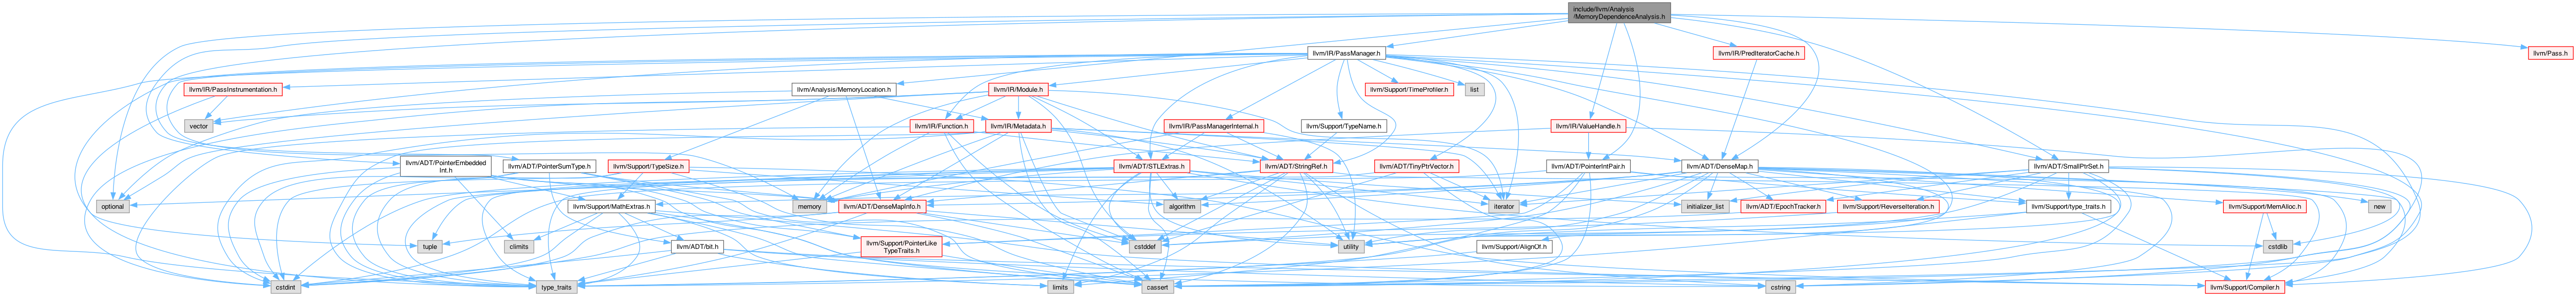 include/llvm/Analysis
/MemoryDependenceAnalysis.h
llvm/IR/PassManager.h
llvm/IR/PredIteratorCache.h
llvm/Pass.h
llvm/IR/PassInstrumentation.h
llvm/Analysis/MemoryLocation.h
llvm/IR/Module.h
llvm/Support/TimeProfiler.h
list
vector
llvm/IR/Function.h
llvm/IR/Metadata.h
llvm/IR/PassManagerInternal.h
llvm/Support/TypeName.h
llvm/IR/ValueHandle.h
llvm/ADT/PointerEmbedded
Int.h
llvm/ADT/PointerSumType.h
llvm/Support/TypeSize.h
llvm/ADT/STLExtras.h
llvm/ADT/StringRef.h
llvm/ADT/TinyPtrVector.h
llvm/ADT/PointerIntPair.h
llvm/ADT/DenseMap.h
llvm/ADT/SmallPtrSet.h
optional
llvm/Support/MathExtras.h
memory
llvm/ADT/DenseMapInfo.h
algorithm
iterator
initializer_list
llvm/ADT/EpochTracker.h
llvm/Support/ReverseIteration.h
llvm/Support/type_traits.h
llvm/Support/MemAlloc.h
new
tuple
climits
llvm/ADT/bit.h
llvm/Support/PointerLike
TypeTraits.h
cstddef
utility
llvm/Support/AlignOf.h
cstdlib
cstdint
type_traits
limits
cassert
cstring
llvm/Support/Compiler.h